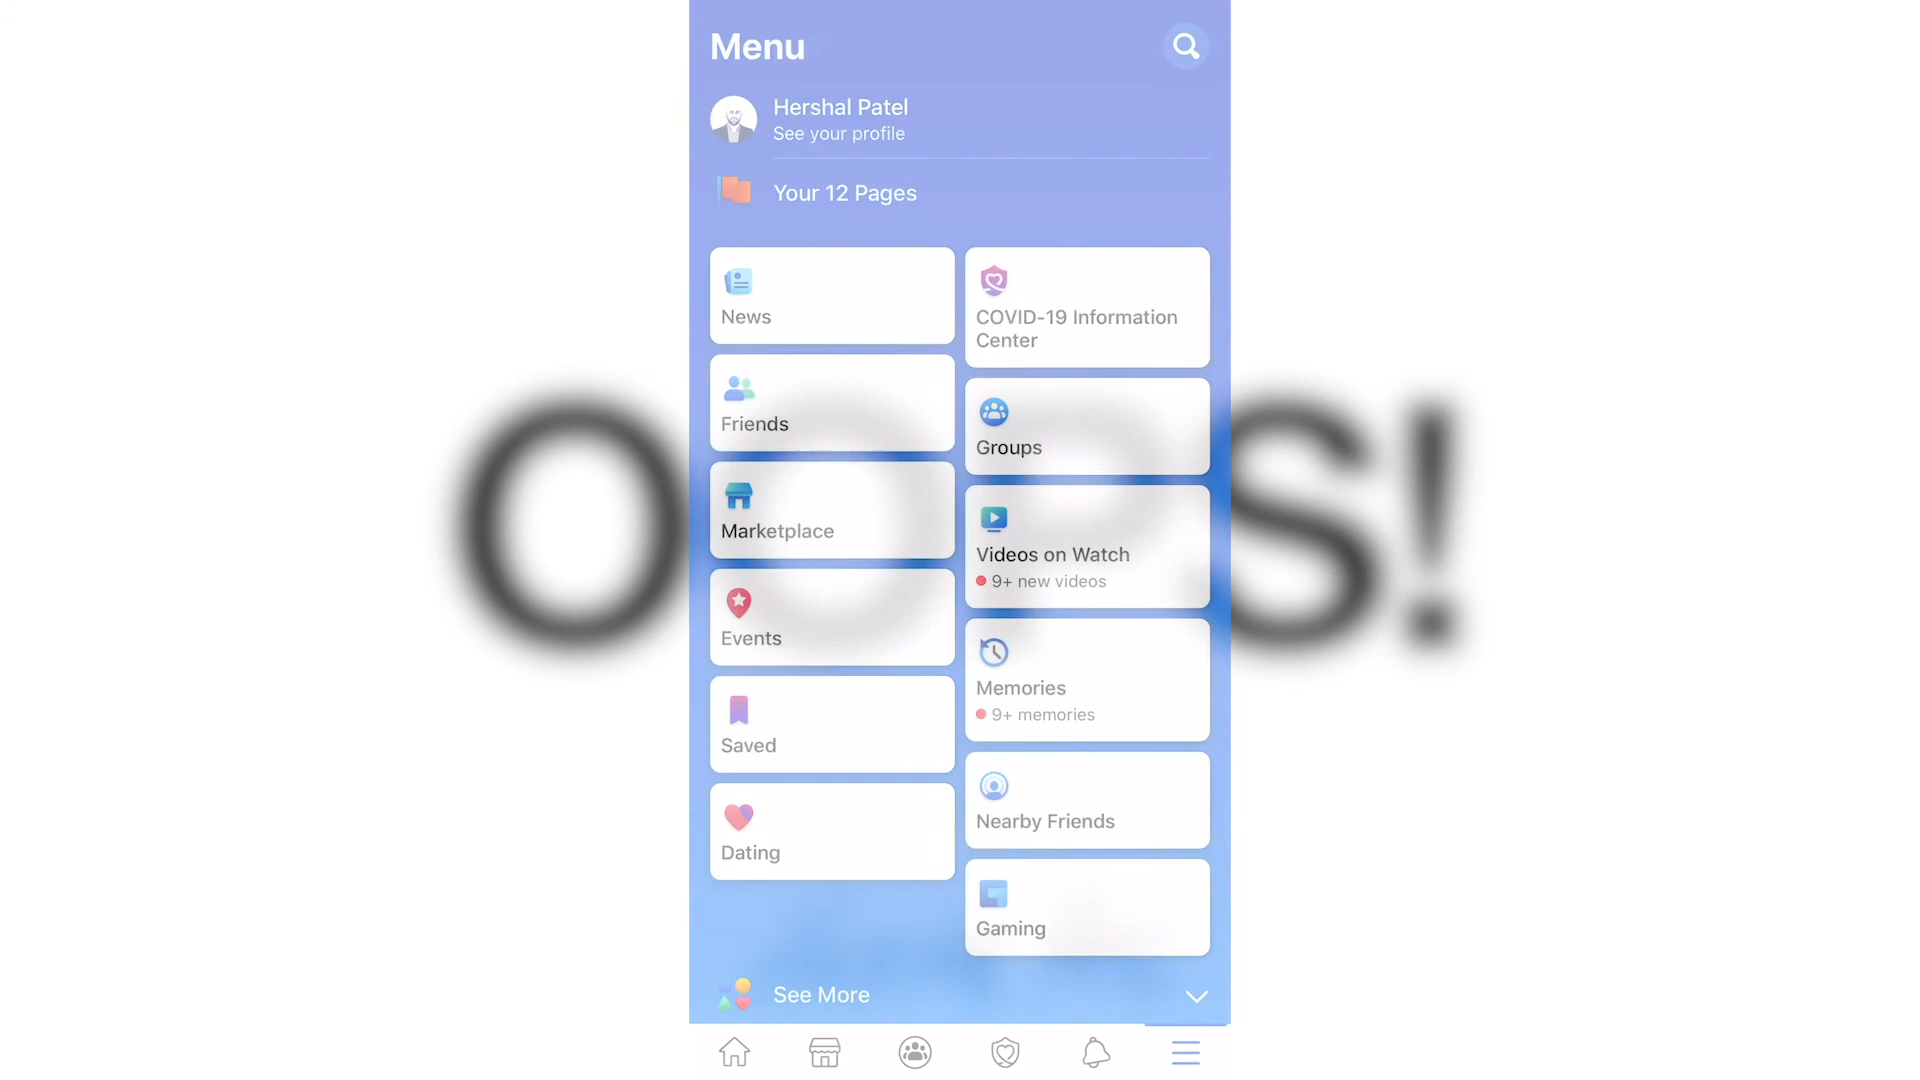 Menu
Hershal Patel
See your profile
Your 12 Pages
News
COVID-19 Information
Center
Friends
Groups
Marketplace
Videos on Watch
9+ new videos
Events
Memories
9+ memories
Saved
Nearby Friends
Dating
Gaming
See More
OOPS!